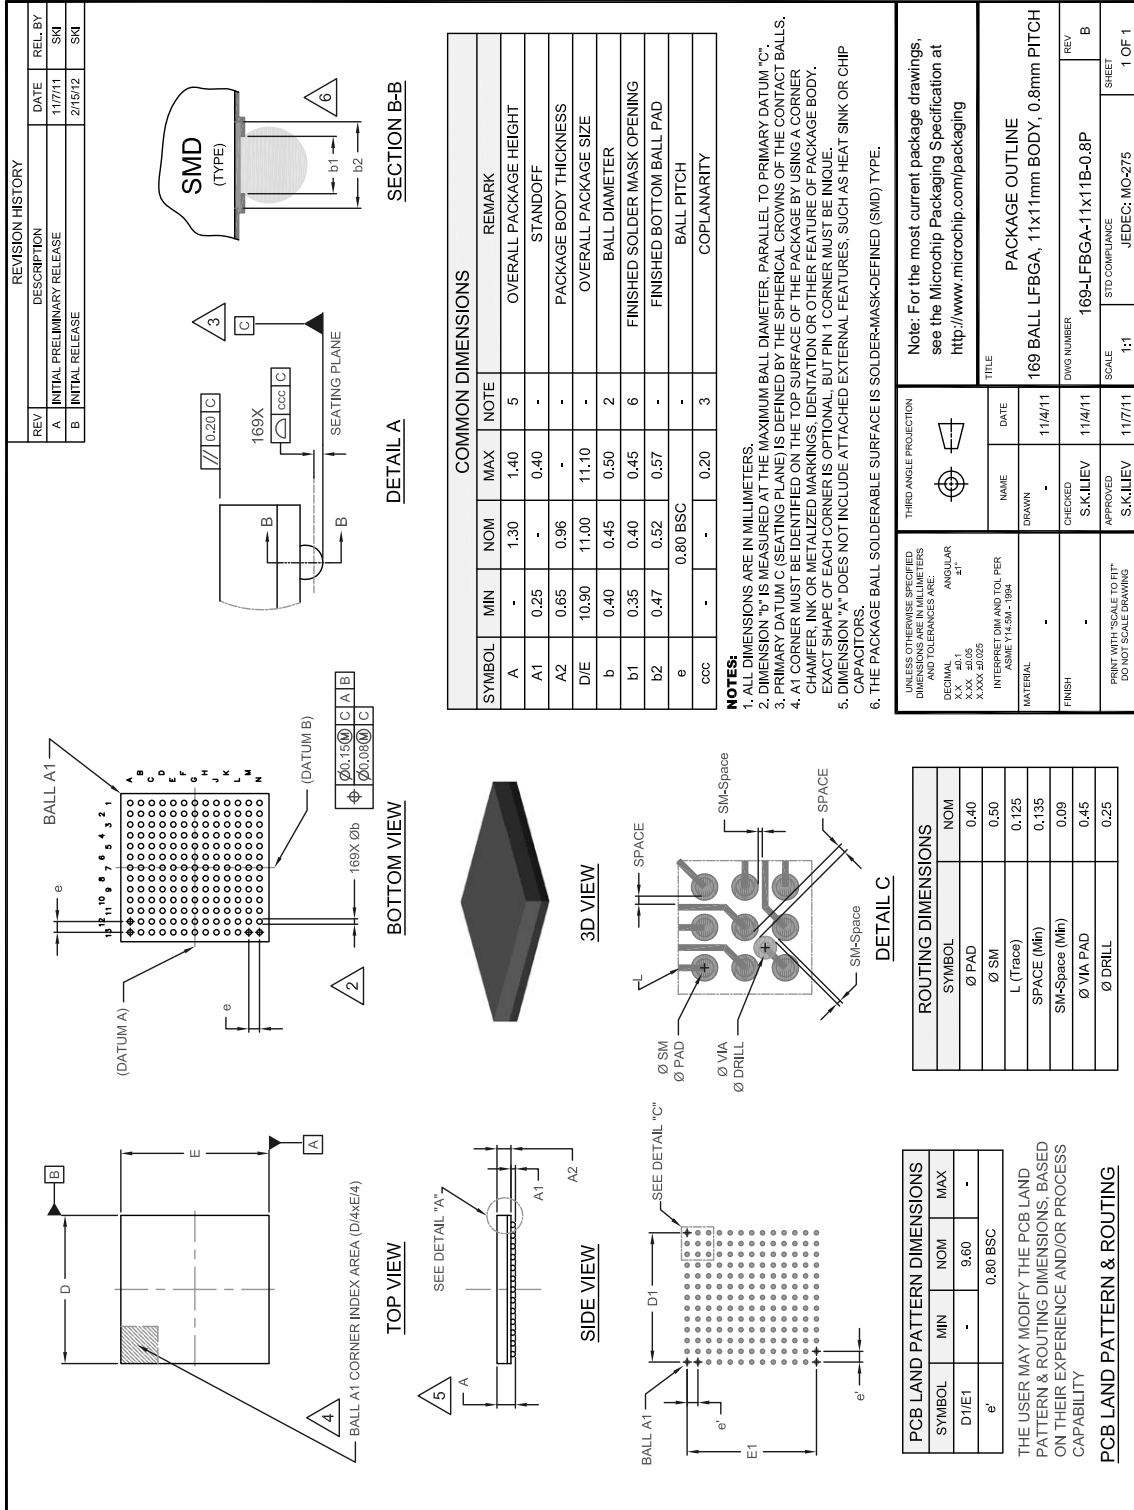 REVISION HISTORY
REV DESCRIPTION DATE REL. BY
A INITIAL PRELIMINARY RELEASE 11/7/11 SKI
B INITIAL RELEASE 2/15/12 SKI
D
B
E
A
4
BALL A1 CORNER INDEX AREA (D/4xE/4)
TOP VIEW
(DATUM A)
e
BALL A1
13 12 11 10 9 8 7 6 5 4 3 2 1
A
B
C
D
E
F
G
H
J
K
L
M
N
(DATUM B)
e
2
169X Øb
Ø0.15Ⓜ C A B
Ø0.08Ⓜ C
BOTTOM VIEW
// 0.20 C
169X
ccc C
3
C
B
B
SEATING PLANE
DETAIL A
SMD
(TYPE)
6
b1
b2
SECTION B-B
SEE DETAIL "A"
5
A
A1
A2
SIDE VIEW
3D VIEW
COMMON DIMENSIONS
SYMBOL MIN NOM MAX NOTE REMARK
A - 1.30 1.40 5 OVERALL PACKAGE HEIGHT
A1 0.25 - 0.40 - STANDOFF
A2 0.65 0.96 - - PACKAGE BODY THICKNESS
D/E 10.90 11.00 11.10 - OVERALL PACKAGE SIZE
b 0.40 0.45 0.50 2 BALL DIAMETER
b1 0.35 0.40 0.45 6 FINISHED SOLDER MASK OPENING
b2 0.47 0.52 0.57 - FINISHED BOTTOM BALL PAD
e 0.80 BSC - BALL PITCH
ccc - - 0.20 3 COPLANARITY
NOTES:
1. ALL DIMENSIONS ARE IN MILLIMETERS.
2. DIMENSION "b" IS MEASURED AT THE MAXIMUM BALL DIAMETER, PARALLEL TO PRIMARY DATUM "C".
3. PRIMARY DATUM C (SEATING PLANE) IS DEFINED BY THE SPHERICAL CROWNS OF THE CONTACT BALLS.
4. A1 CORNER MUST BE IDENTIFIED ON THE TOP SURFACE OF THE PACKAGE BY USING A CORNER
CHAMFER, INK OR METALIZED MARKINGS, IDENTATION OR OTHER FEATURE OF PACKAGE BODY.
EXACT SHAPE OF EACH CORNER IS OPTIONAL, BUT PIN 1 CORNER MUST BE INIQUE.
5. DIMENSION "A" DOES NOT INCLUDE ATTACHED EXTERNAL FEATURES, SUCH AS HEAT SINK OR CHIP
CAPACITORS.
6. THE PACKAGE BALL SOLDERABLE SURFACE IS SOLDER-MASK-DEFINED (SMD) TYPE.
BALL A1
D1
SEE DETAIL "C"
e'
E1
e'
L
SPACE
SM-Space
Ø SM
Ø PAD
Ø VIA
Ø DRILL
SPACE
SM-Space
DETAIL C
PCB LAND PATTERN DIMENSIONS
SYMBOL MIN NOM MAX
D1/E1 - 9.60 -
e' 0.80 BSC
THE USER MAY MODIFY THE PCB LAND
PATTERN & ROUTING DIMENSIONS, BASED
ON THEIR EXPERIENCE AND/OR PROCESS
CAPABILITY
PCB LAND PATTERN & ROUTING
ROUTING DIMENSIONS
SYMBOL NOM
Ø PAD 0.40
Ø SM 0.50
L (Trace) 0.125
SPACE (Min) 0.135
SM-Space (Min) 0.09
Ø VIA PAD 0.45
Ø DRILL 0.25
UNLESS OTHERWISE SPECIFIED
DIMENSIONS ARE IN MILLIMETERS
AND TOLERANCES ARE:
DECIMAL ANGULAR
X.X ±0.1 ±1°
X.XX ±0.05
X.XXX ±0.025
INTERPRET DIM AND TOL PER
ASME Y14.5M - 1994
MATERIAL
-
FINISH
-
PRINT WITH "SCALE TO FIT"
DO NOT SCALE DRAWING
THIRD ANGLE PROJECTION
NAME DATE
DRAWN
- 11/4/11
CHECKED
S.K.ILIEV 11/4/11
APPROVED
S.K.ILIEV 11/7/11
Note: For the most current package drawings,
see the Microchip Packaging Specification at
http://www.microchip.com/packaging
TITLE
PACKAGE OUTLINE
169 BALL LFBGA, 11x11mm BODY, 0.8mm PITCH
DWG NUMBER
169-LFBGA-11x11B-0.8P
REV
B
SCALE
1:1
STD COMPLIANCE
JEDEC: MO-275
SHEET
1 OF 1